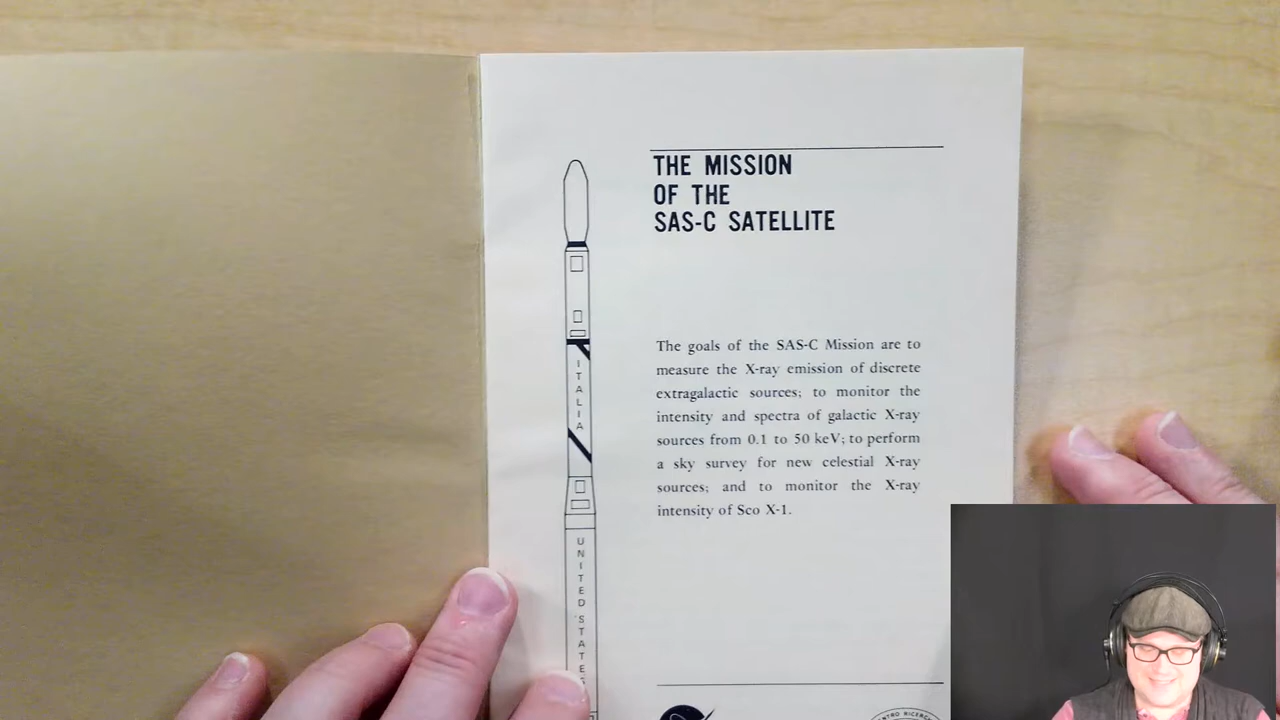 THE MISSION
OF THE
SAS-C SATELLITE
The goals of the SAS-C Mission are to
measure the X-ray emission of discrete
extragalactic sources; to monitor the
intensity and spectra of galactic X-ray
sources from 0.1 to 50 keV; to perform
a sky survey for new celestial X-ray
sources; and to monitor the X-ray
intensity of Sco X-1.
ITALIA
UNITED STATES
CENTRO RICERCHE